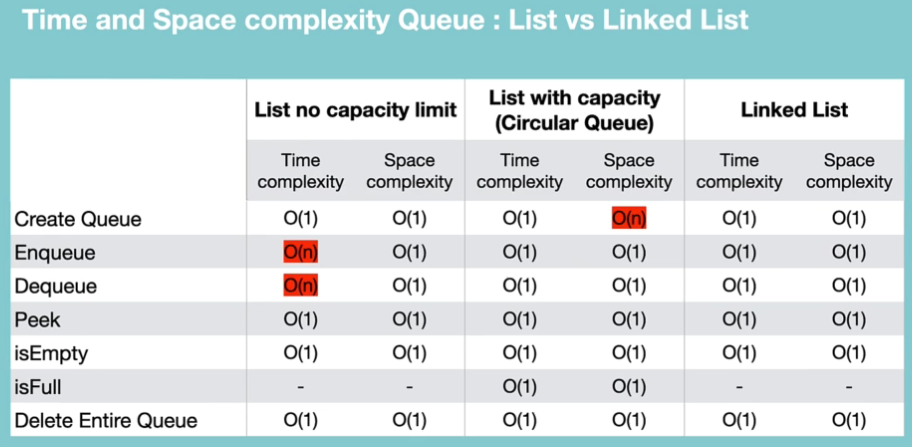 Time and Space complexity Queue : List vs Linked List
List no capacity limit List with capacity (Circular Queue) Linked List
Time complexity Space complexity Time complexity Space complexity Time complexity Space complexity
Create Queue O(1) O(1) O(1) O(n) O(1) O(1)
Enqueue O(n) O(1) O(1) O(1) O(1) O(1)
Dequeue O(n) O(1) O(1) O(1) O(1) O(1)
Peek O(1) O(1) O(1) O(1) O(1) O(1)
isEmpty O(1) O(1) O(1) O(1) O(1) O(1)
isFull - - O(1) O(1) - -
Delete Entire Queue O(1) O(1) O(1) O(1) O(1) O(1)